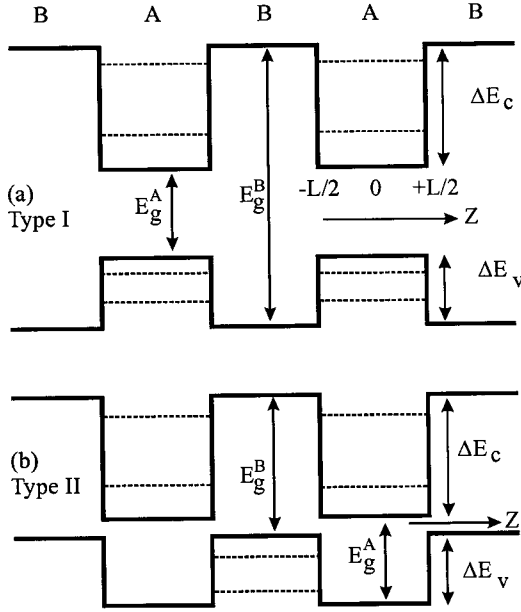 B A B A B
ΔE_c
(a)
Type I
E_g^A
E_g^B
-L/2 0 +L/2
Z
ΔE_v
(b)
Type II
E_g^B
ΔE_c
Z
E_g^A
ΔE_v